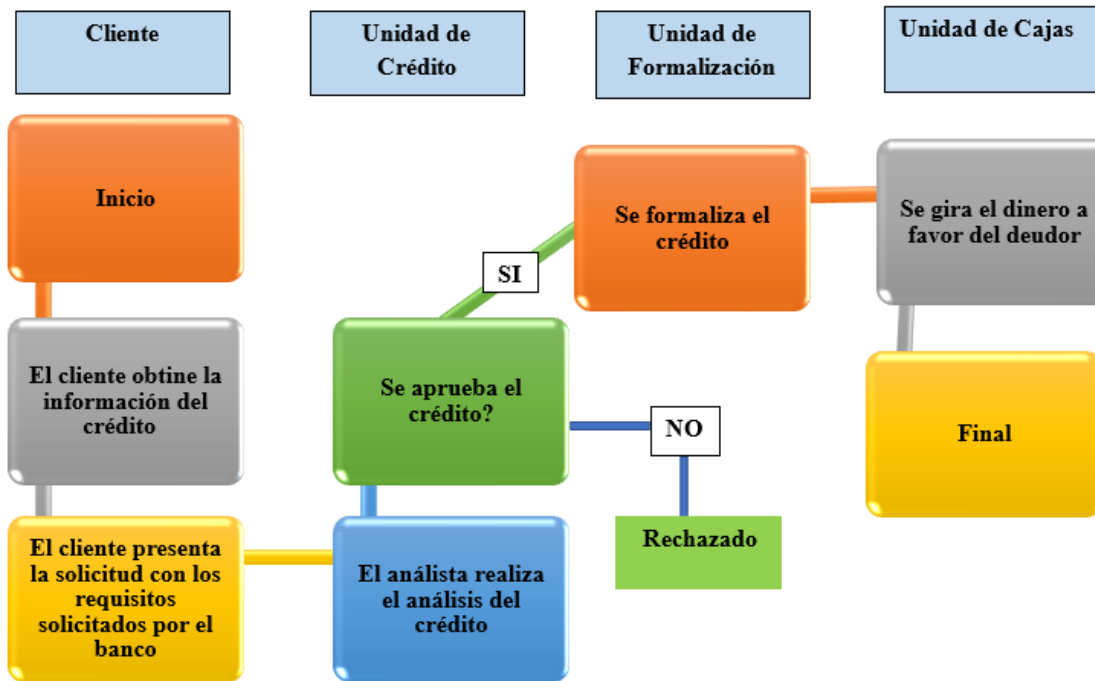 Cliente
Unidad de
Crédito
Unidad de
Formalización
Unidad de Cajas
Inicio
El cliente obtine la
información del
crédito
El cliente presenta
la solicitud con los
requisitos
solicitados por el
banco
SI
Se aprueba el
crédito?
El análista realiza
el análisis del
crédito
Se formaliza el
crédito
NO
Rechazado
Se gira el dinero a
favor del deudor
Final